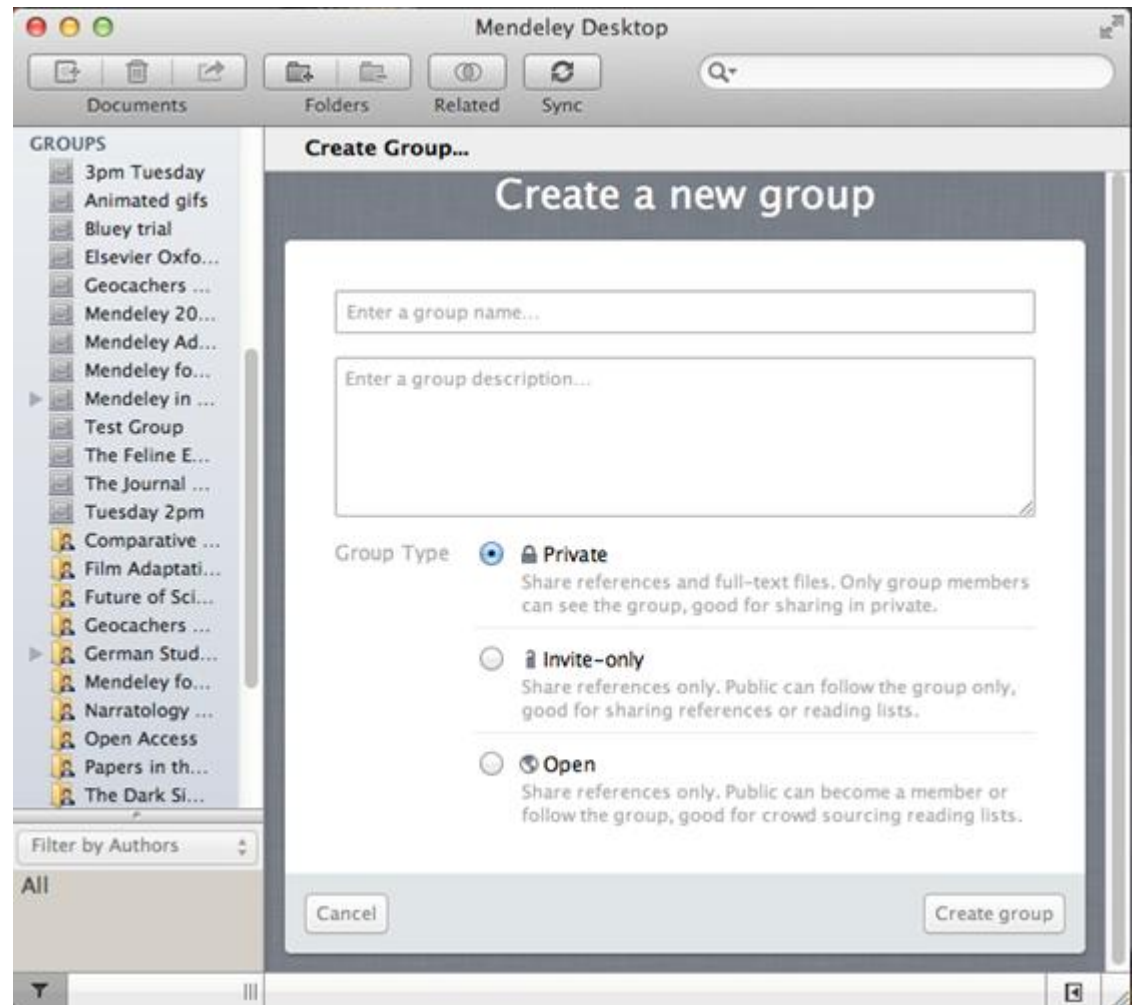 Mendeley Desktop
Documents
Folders
Related
Sync
GROUPS
3pm Tuesday
Animated gifs
Bluey trial
Elsevier Oxfo...
Geocachers ...
Mendeley 20...
Mendeley Ad...
Mendeley fo...
Mendeley in ...
Test Group
The Feline E...
The Journal ...
Tuesday 2pm
Comparative ...
Film Adaptati...
Future of Sci...
Geocachers ...
German Stud...
Mendeley fo...
Narratology ...
Open Access
Papers in th...
The Dark Si...
Filter by Authors
All
Create Group...
Create a new group
Enter a group name...
Enter a group description...
Group Type
Private
Share references and full-text files. Only group members
can see the group, good for sharing in private.
Invite-only
Share references only. Public can follow the group only,
good for sharing references or reading lists.
Open
Share references only. Public can become a member or
follow the group, good for crowd sourcing reading lists.
Cancel
Create group